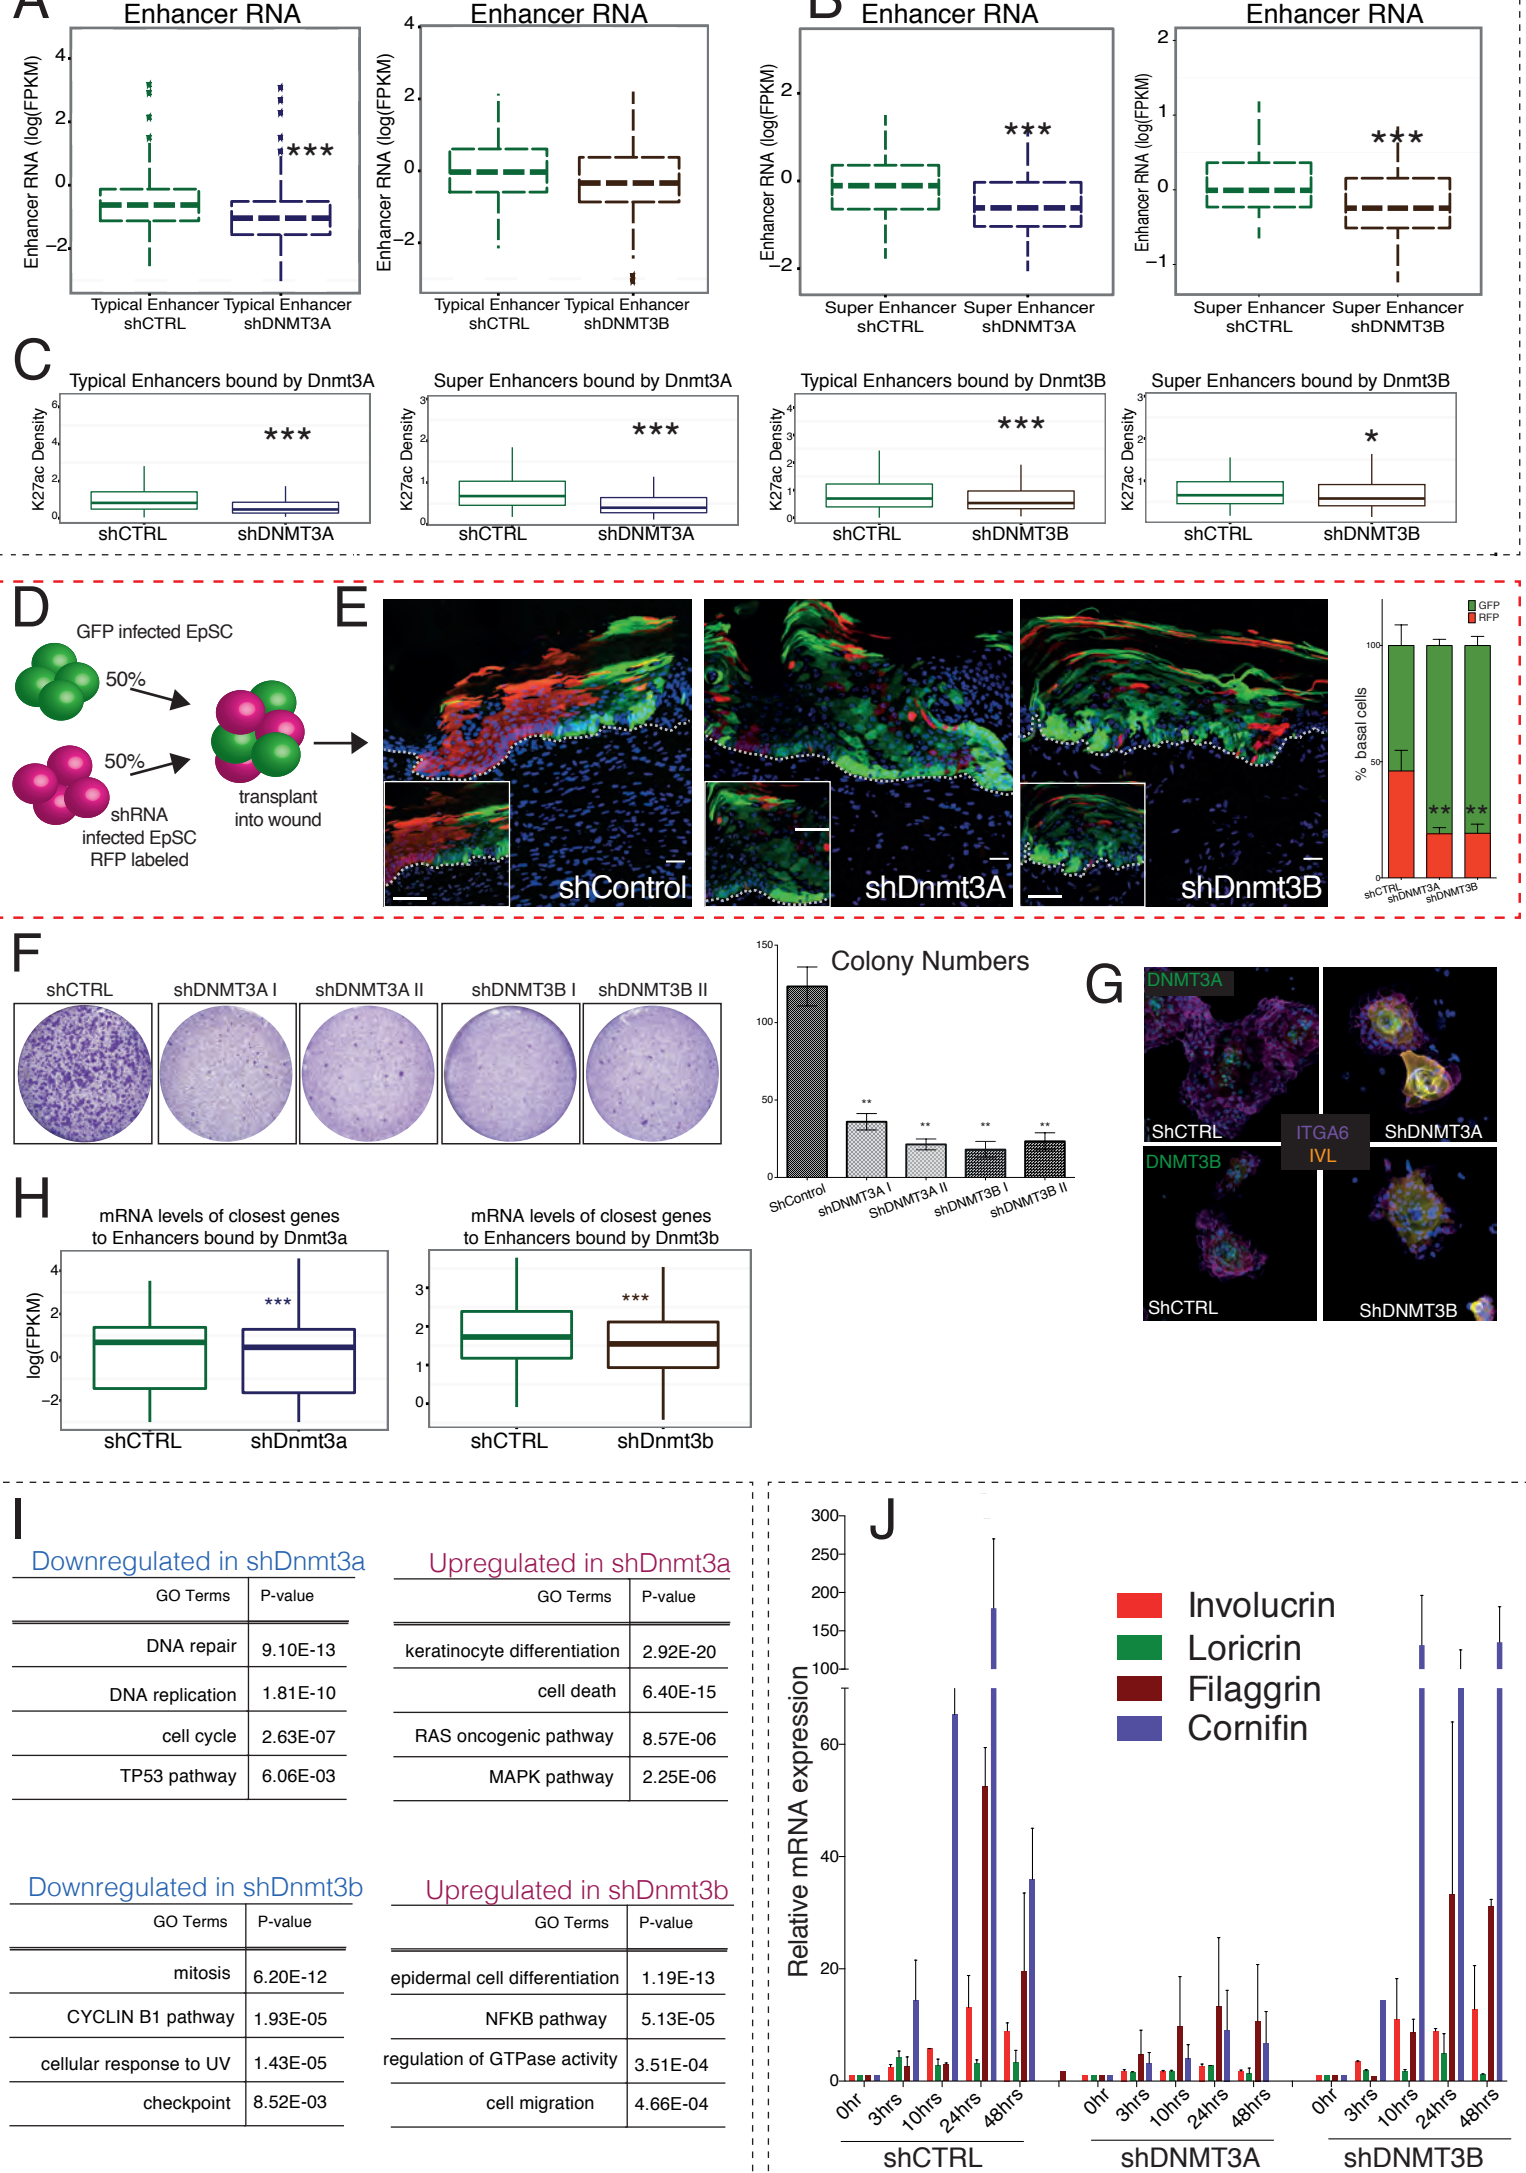 A
B
Enhancer RNA
Enhancer RNA
Enhancer RNA
Enhancer RNA
Enhancer RNA (log(FPKM)
4
2
0
−2
***
Typical Enhancer shCTRL
Typical Enhancer shDNMT3A
Enhancer RNA (log(FPKM)
4
2
0
−2
Typical Enhancer shCTRL
Typical Enhancer shDNMT3B
Enhancer RNA (log(FPKM)
2
0
−2
***
Super Enhancer shCTRL
Super Enhancer shDNMT3A
Enhancer RNA (log(FPKM)
2
1
0
−1
***
Super Enhancer shCTRL
Super Enhancer shDNMT3B
C
Typical Enhancers bound by Dnmt3A
K27ac Density
6
4
2
0
***
shCTRL
shDNMT3A
Super Enhancers bound by Dnmt3A
K27ac Density
3
2
1
0
***
shCTRL
shDNMT3A
Typical Enhancers bound by Dnmt3B
K27ac Density
4
3
2
1
0
***
shCTRL
shDNMT3B
Super Enhancers bound by Dnmt3B
K27ac Density
3
2
1
0
*
shCTRL
shDNMT3B
D
GFP infected EpSC
50%
50%
shRNA
infected EpSC
RFP labeled
transplant
into wound
E
shControl
shDnmt3A
shDnmt3B
GFP
RFP
% basal cells
100
50
0
**
**
shCTRL
shDNMT3A
shDNMT3B
F
shCTRL
shDNMT3A I
shDNMT3A II
shDNMT3B I
shDNMT3B II
Colony Numbers
150
100
50
0
**
**
**
**
ShControl
shDNMT3A I
ShDNMT3A II
shDNMT3B I
shDNMT3B II
G
DNMT3A
ShCTRL
ShDNMT3A
ITGA6
IVL
DNMT3B
ShCTRL
ShDNMT3B
H
mRNA levels of closest genes
to Enhancers bound by Dnmt3a
log(FPKM)
4
2
0
−2
***
shCTRL
shDnmt3a
mRNA levels of closest genes
to Enhancers bound by Dnmt3b
3
2
1
0
***
shCTRL
shDnmt3b
I
Downregulated in shDnmt3a
GO Terms P-value
DNA repair 9.10E-13
DNA replication 1.81E-10
cell cycle 2.63E-07
TP53 pathway 6.06E-03
Upregulated in shDnmt3a
GO Terms P-value
keratinocyte differentiation 2.92E-20
cell death 6.40E-15
RAS oncogenic pathway 8.57E-06
MAPK pathway 2.25E-06
Downregulated in shDnmt3b
GO Terms P-value
mitosis 6.20E-12
CYCLIN B1 pathway 1.93E-05
cellular response to UV 1.43E-05
checkpoint 8.52E-03
Upregulated in shDnmt3b
GO Terms P-value
epidermal cell differentiation 1.19E-13
NFKB pathway 5.13E-05
regulation of GTPase activity 3.51E-04
cell migration 4.66E-04
J
Relative mRNA expression
300
250
200
150
100
60
40
20
0
Involucrin
Loricrin
Filaggrin
Cornifin
0hr
3hrs
10hrs
24hrs
48hrs
0hr
3hrs
10hrs
24hrs
48hrs
0hr
3hrs
10hrs
24hrs
48hrs
shCTRL
shDNMT3A
shDNMT3B